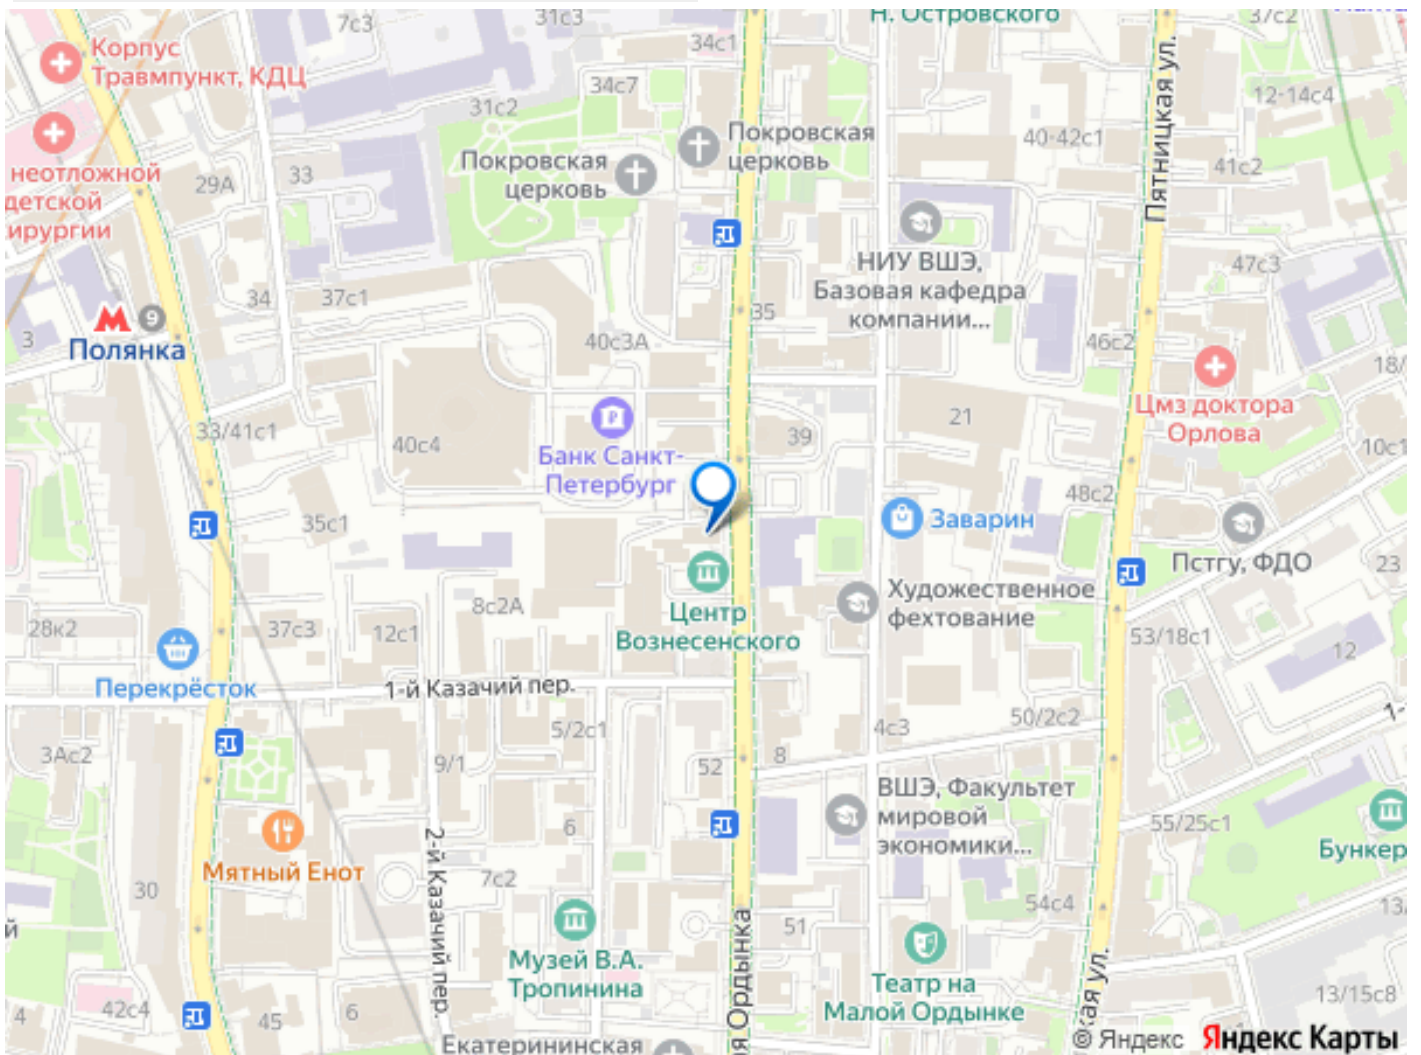 7с3
31с3
Н. Островского
37с2
34с1
Корпус
Травмпункт, КДЦ
34с7
31с2
12-14с4
Пятницкая ул.
Покровская
церковь
40-42с1
Покровская
церковь
41с2
неотложной
детской
ирургии
29А
33
НИУ ВШЭ,
Базовая кафедра
компании...
47с3
34
37с1
9
Полянка
3
35
40с3А
46с2
18/
Цмз доктора
Орлова
33/41с1
40с4
Банк Санкт-
Петербург
39
21
10с1
48с2
35с1
Заварин
Пстгу, ФДО
23
8с2А
Центр
Вознесенского
Художественное
фехтование
28к2
37с3
12с1
53/18с1
12
Перекрёсток
1-й Казачий пер.
50/2с2
1-
3Ас2
5/2с1
4с3
9/1
52
8
ВШЭ, Факультет
мировой
экономики...
6
55/25с1
Бункер
Мятный Енот
2-й Казачий пер.
7с2
30
54с4
13/
51
й
Музей В.А.
Тропинина
ая Ордынка
Театр на
Малой Ордынке
кая ул.
42с4
4
45
6
13/15с8
Екатерининская
© Яндекс Яндекс Карты